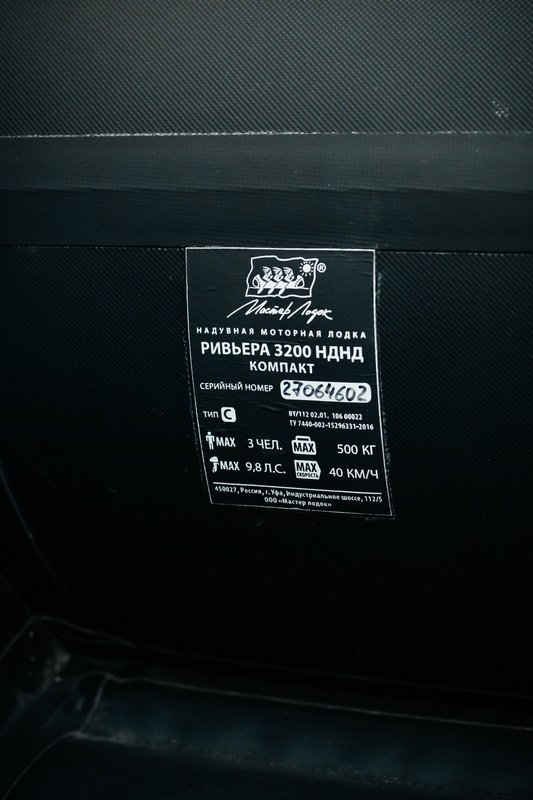 ®
Мастер Лодок
НАДУВНАЯ МОТОРНАЯ ЛОДКА
РИВЬЕРА 3200 НДНД
КОМПАКТ
СЕРИЙНЫЙ НОМЕР 27064602
ТИП C BY/112 02.01. 106 00022
ТУ 7440-002-15296331-2016
MAX 3 ЧЕЛ. MAX 500 КГ
MAX 9,8 Л.С. MAX СКОРОСТЬ 40 КМ/Ч
450027, Россия, г. Уфа, Индустриальное шоссе, 112/5
ООО «Мастер лодок»